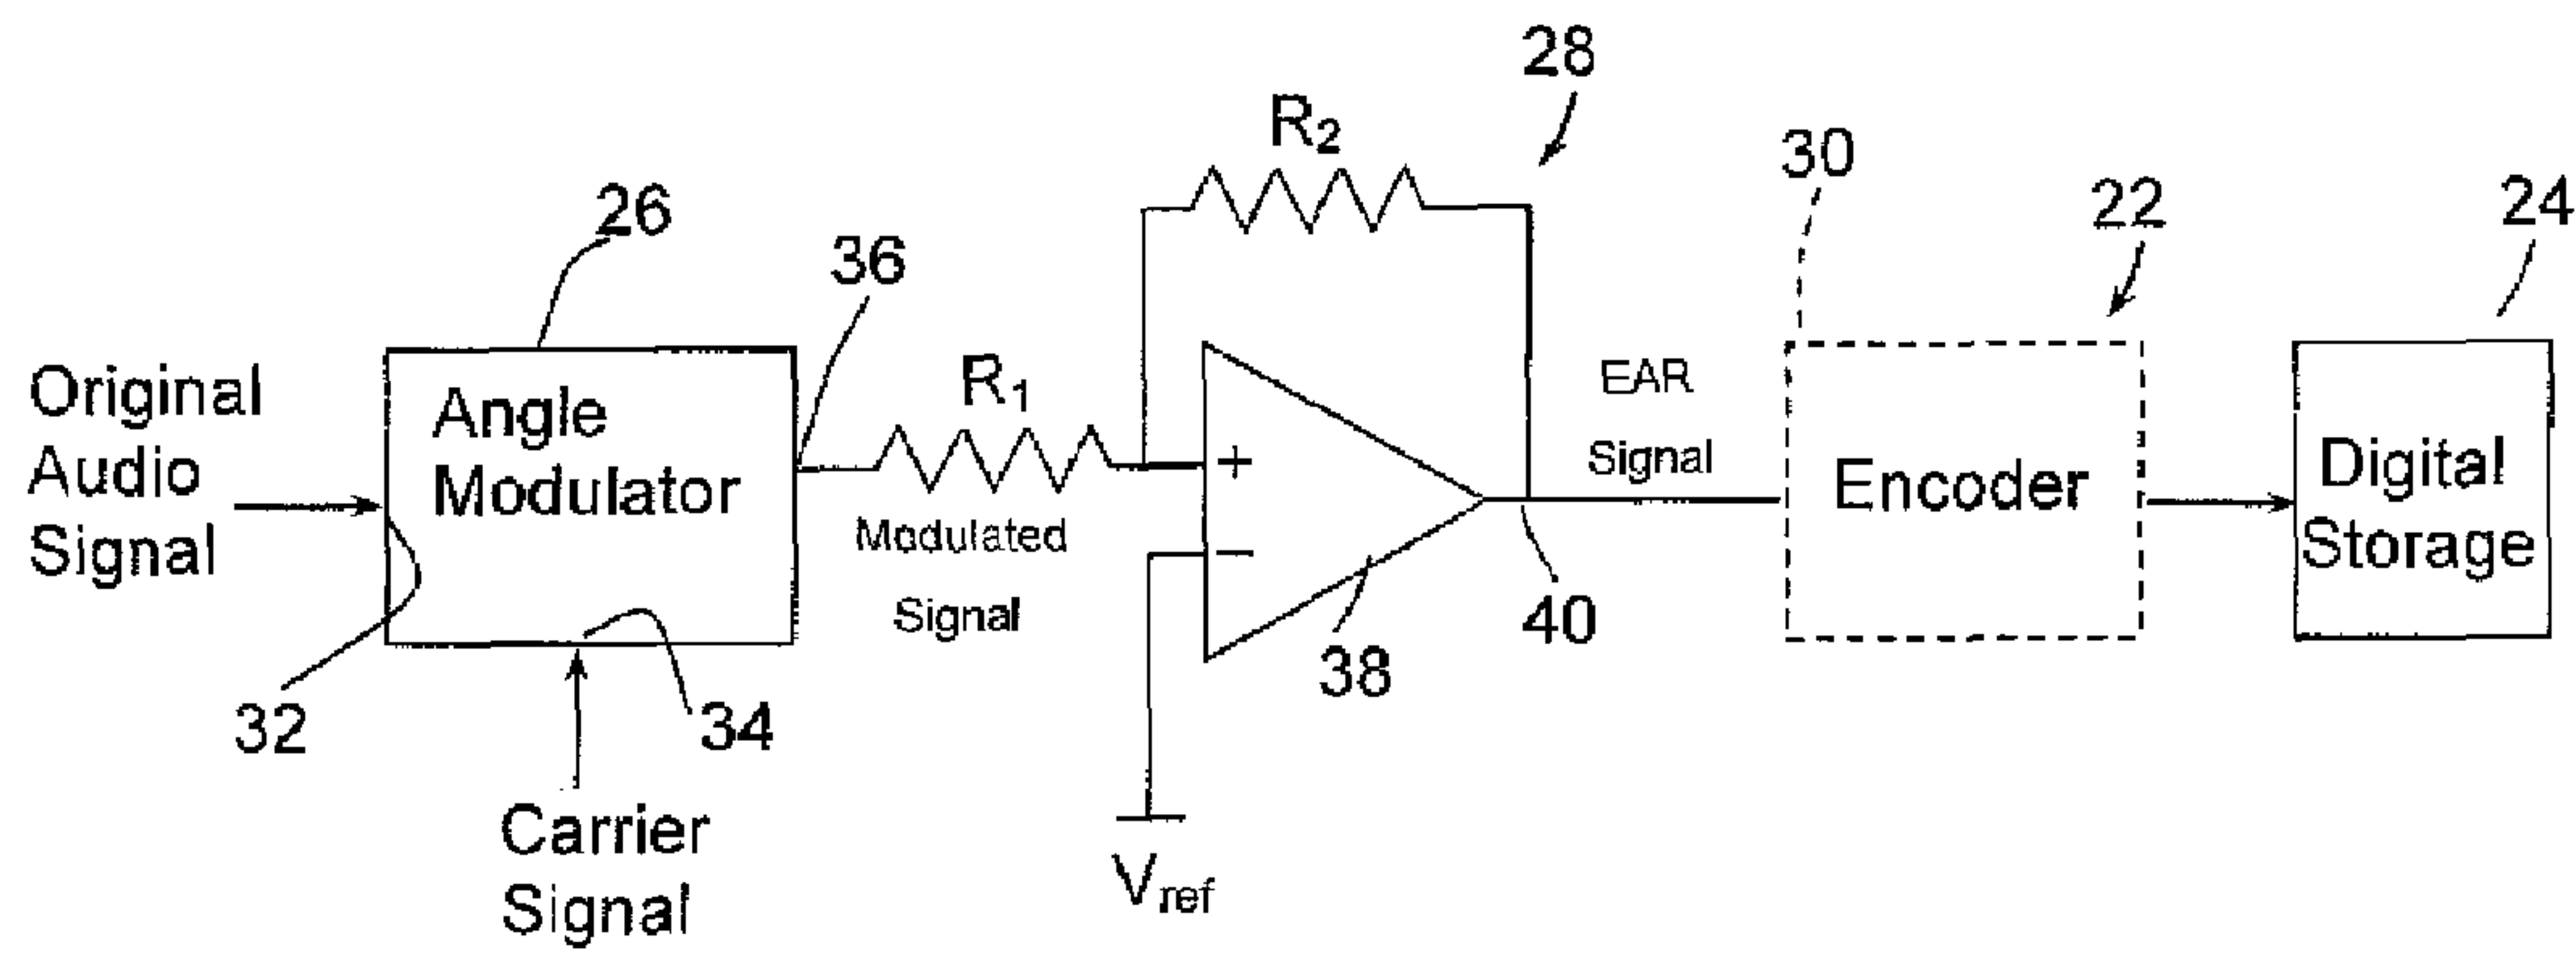 28
R2
30
26
22
24
36
Original
Audio
Signal
Angle
Modulator
R1
Modulated
Signal
+
−
EAR
Signal
Encoder
Digital
Storage
40
38
32
34
Carrier
Signal
Vref